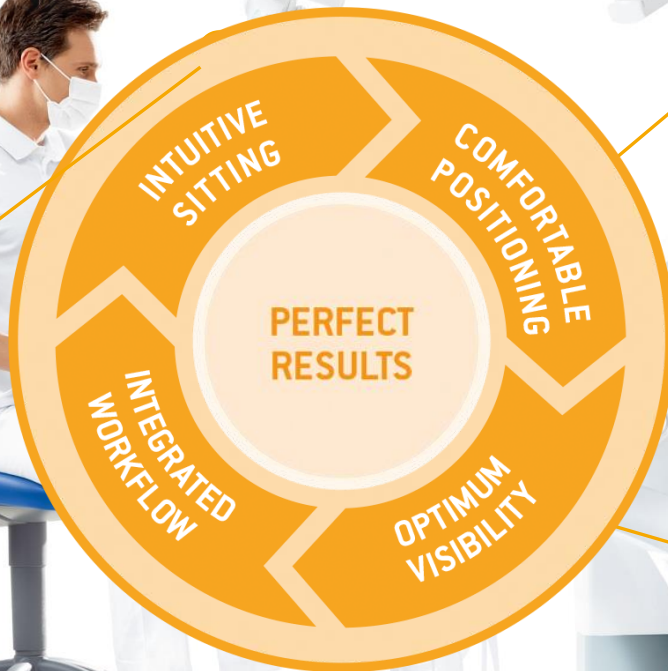 INTUITIVE
SITTING
COMFORTABLE
POSITIONING
PERFECT
RESULTS
INTEGRATED
WORKFLOW
OPTIMUM
VISIBILITY